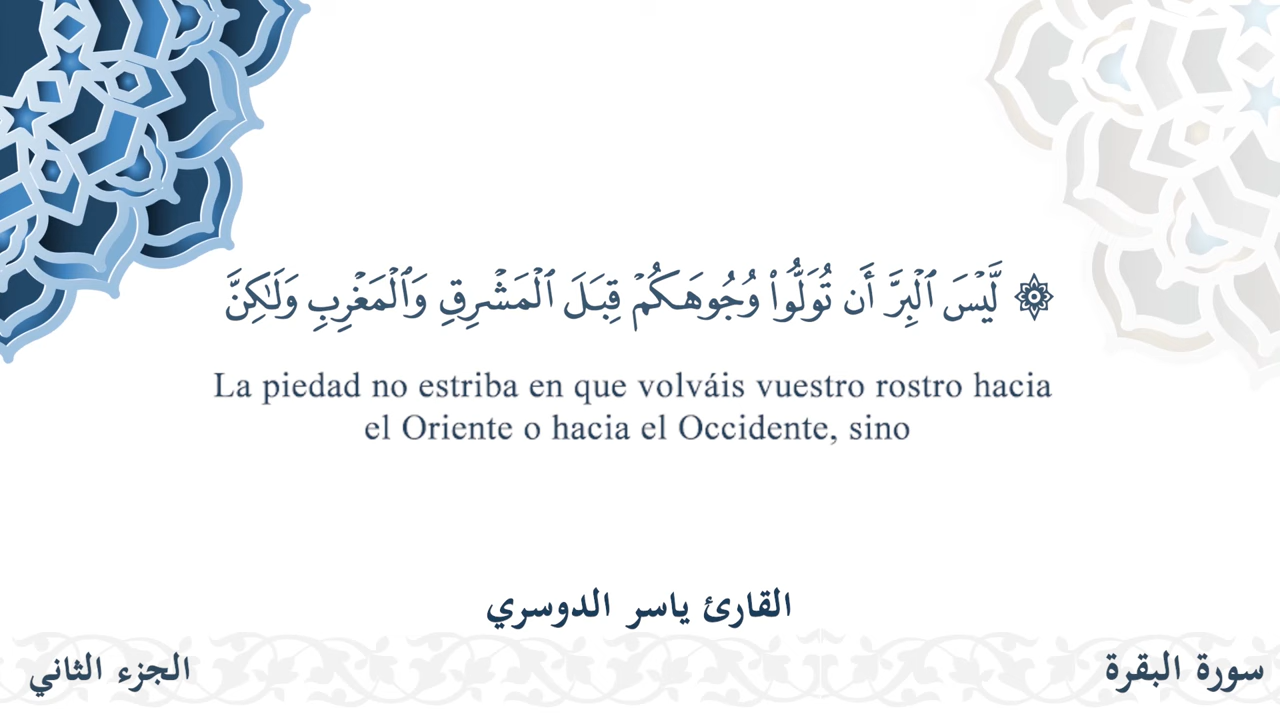 ۞ لَّيْسَ ٱلْبِرَّ أَن تُوَلُّوا۟ وُجُوهَكُمْ قِبَلَ ٱلْمَشْرِقِ وَٱلْمَغْرِبِ وَلَـٰكِنَّ
La piedad no estriba en que volváis vuestro rostro hacia
el Oriente o hacia el Occidente, sino
القارئ ياسر الدوسري
سورة البقرة
الجزء الثاني